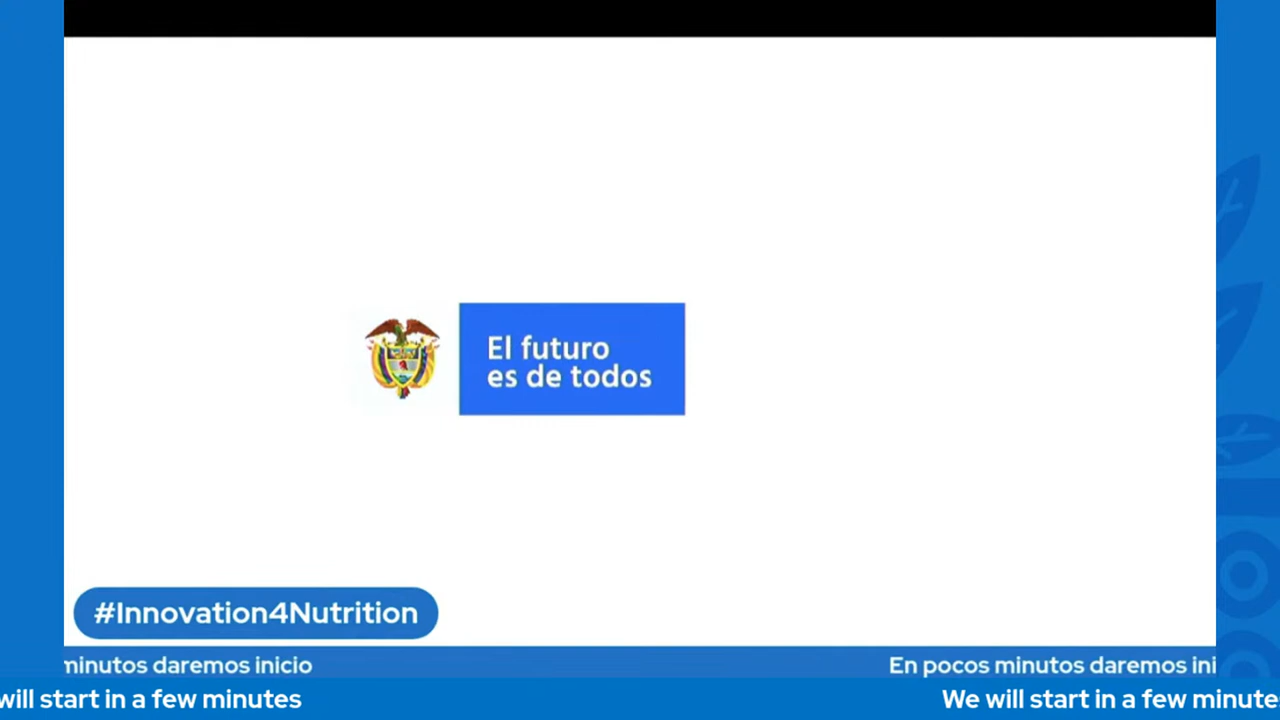 El futuro
es de todos
#Innovation4Nutrition
minutos daremos inicio
En pocos minutos daremos ini
will start in a few minutes
We will start in a few minute